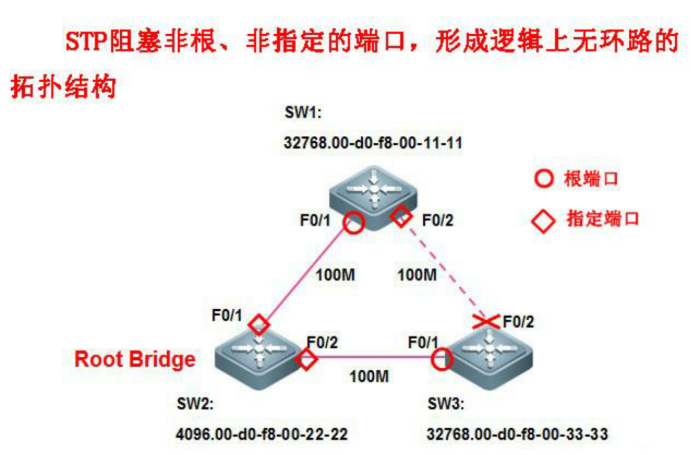 STP阻塞非根、非指定的端口，形成逻辑上无环路的
拓扑结构
SW1:
32768.00-d0-f8-00-11-11
根端口
F0/1
F0/2
指定端口
100M
100M
F0/1
F0/2
F0/1
F0/2
Root Bridge
100M
SW2:
SW3:
4096.00-d0-f8-00-22-22
32768.00-d0-f8-00-33-33